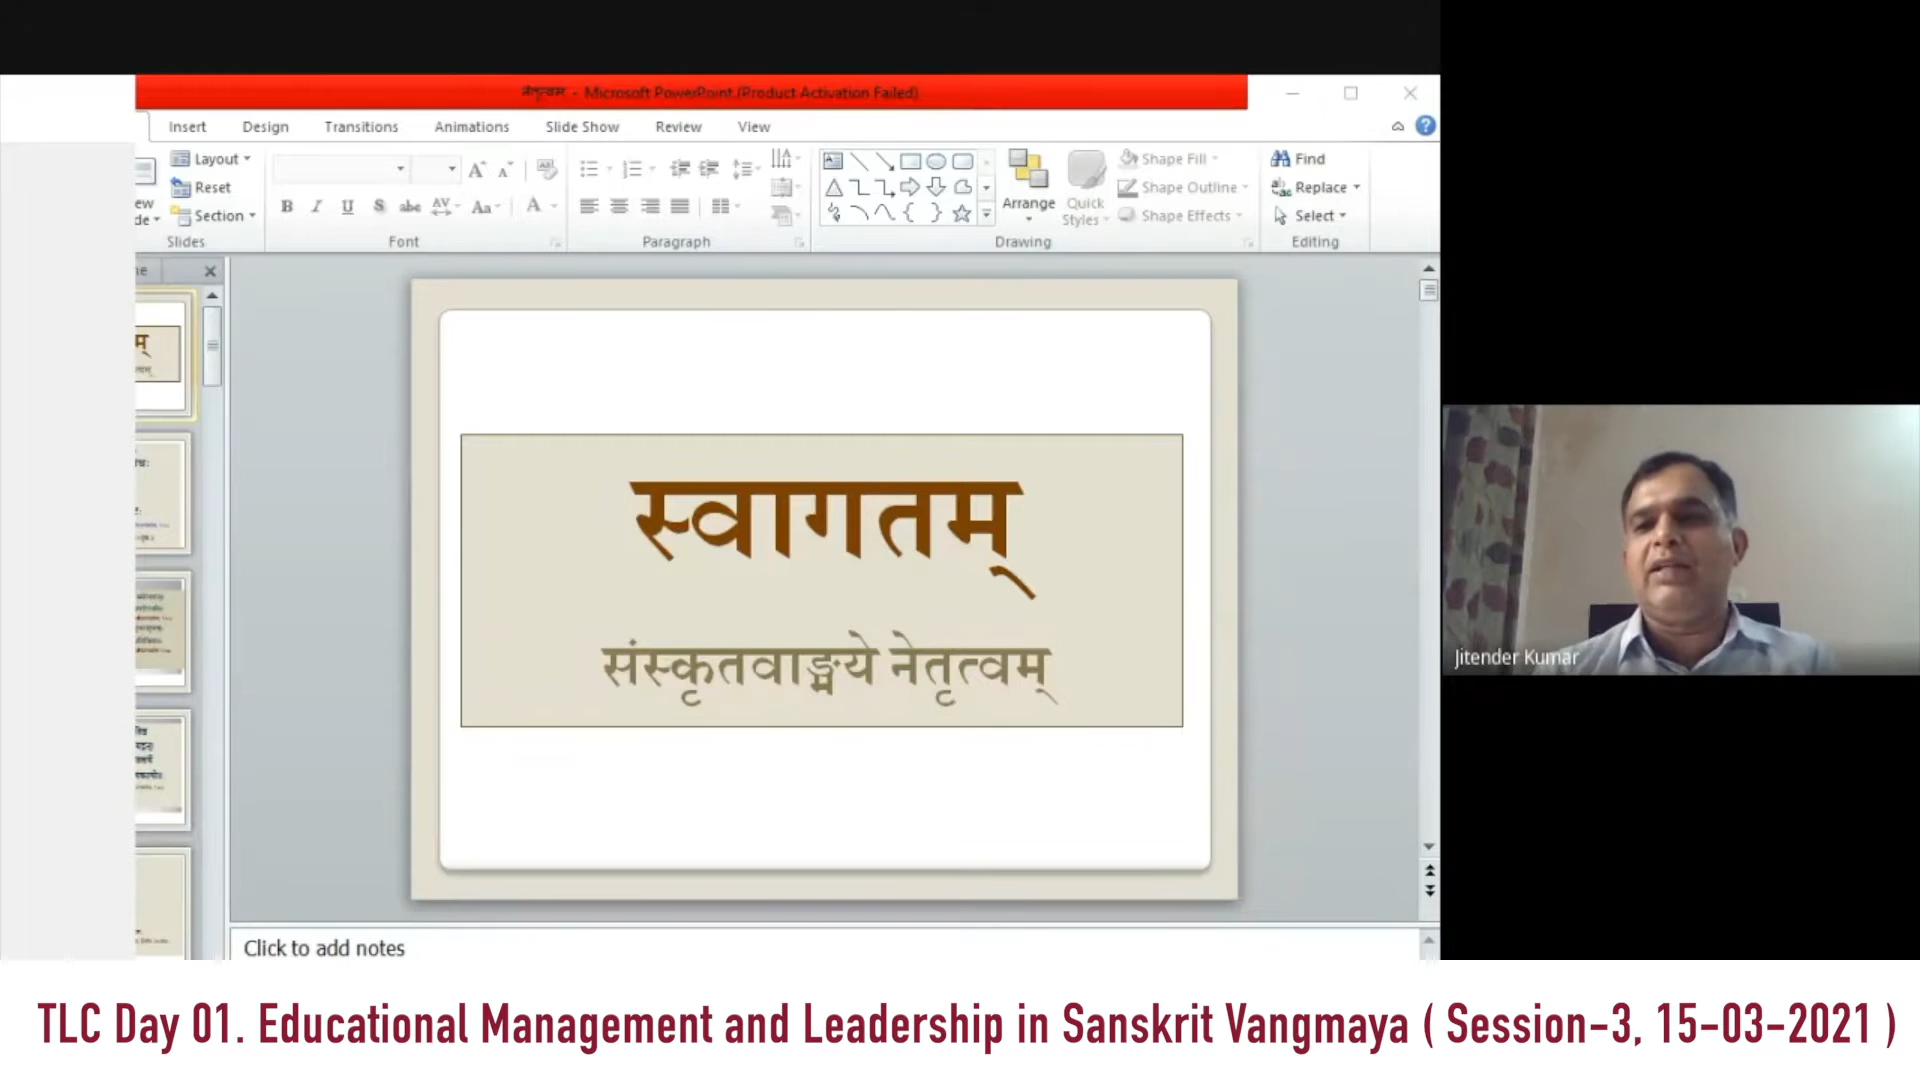 नेतृत्वम - Microsoft PowerPoint (Product Activation Failed)
Insert Design Transitions Animations Slide Show Review View
Layout
Reset
Section
Slides
Font
Paragraph
Arrange
Quick
Styles
Shape Fill
Shape Outline
Shape Effects
Drawing
Find
Replace
Select
Editing
स्वागतम्
संस्कृतवाङ्मये नेतृत्वम्
Click to add notes
Jitender Kumar
TLC Day 01. Educational Management and Leadership in Sanskrit Vangmaya ( Session-3, 15-03-2021 )